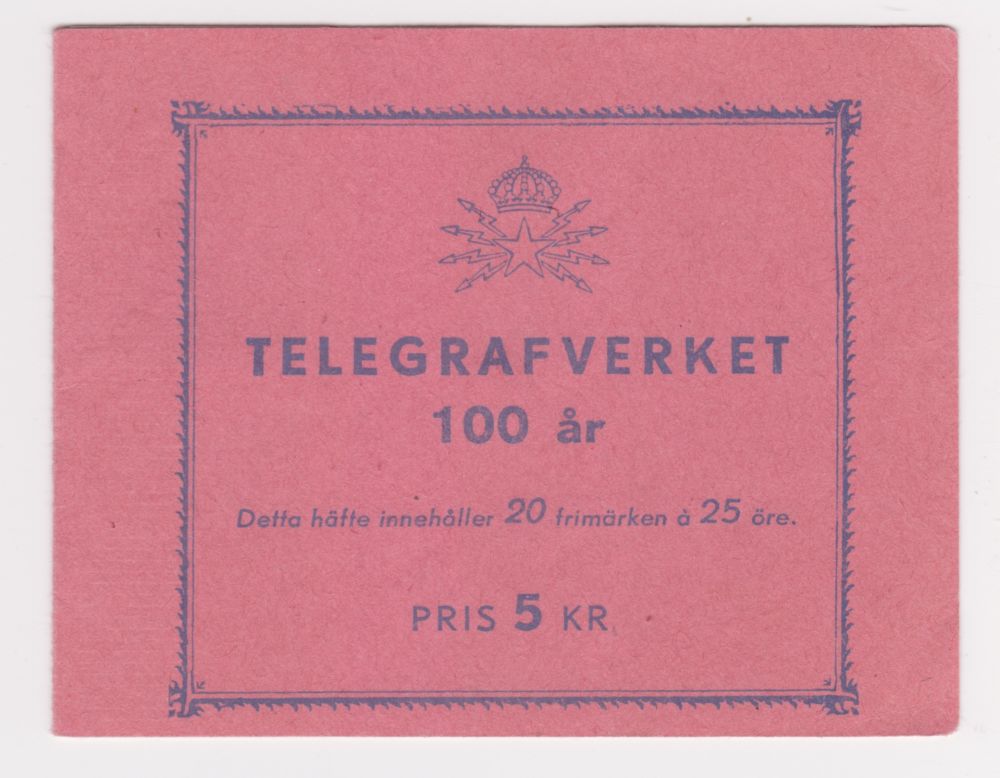 TELEGRAFVERKET
100 år
Detta häfte innehåller 20 frimärken à 25 öre.
PRIS 5 KR